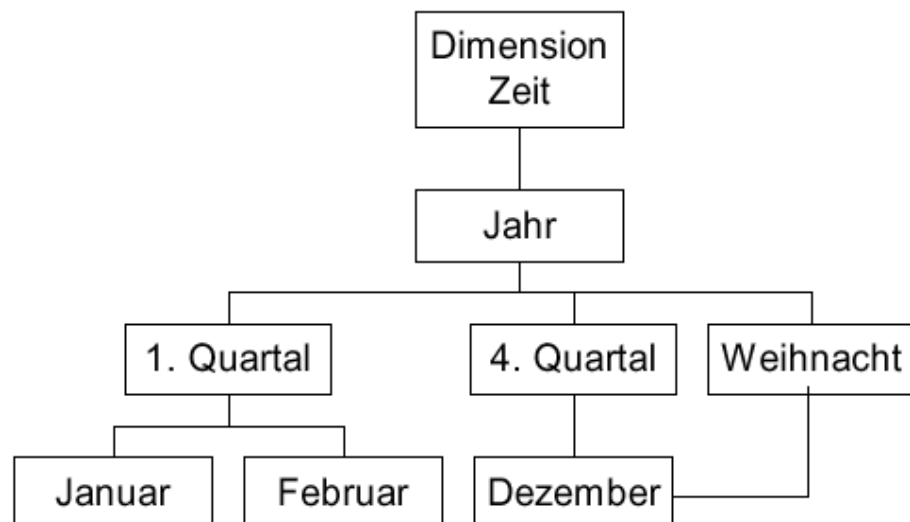 Dimension
Zeit
Jahr
1. Quartal
4. Quartal
Weihnacht
Januar
Februar
Dezember